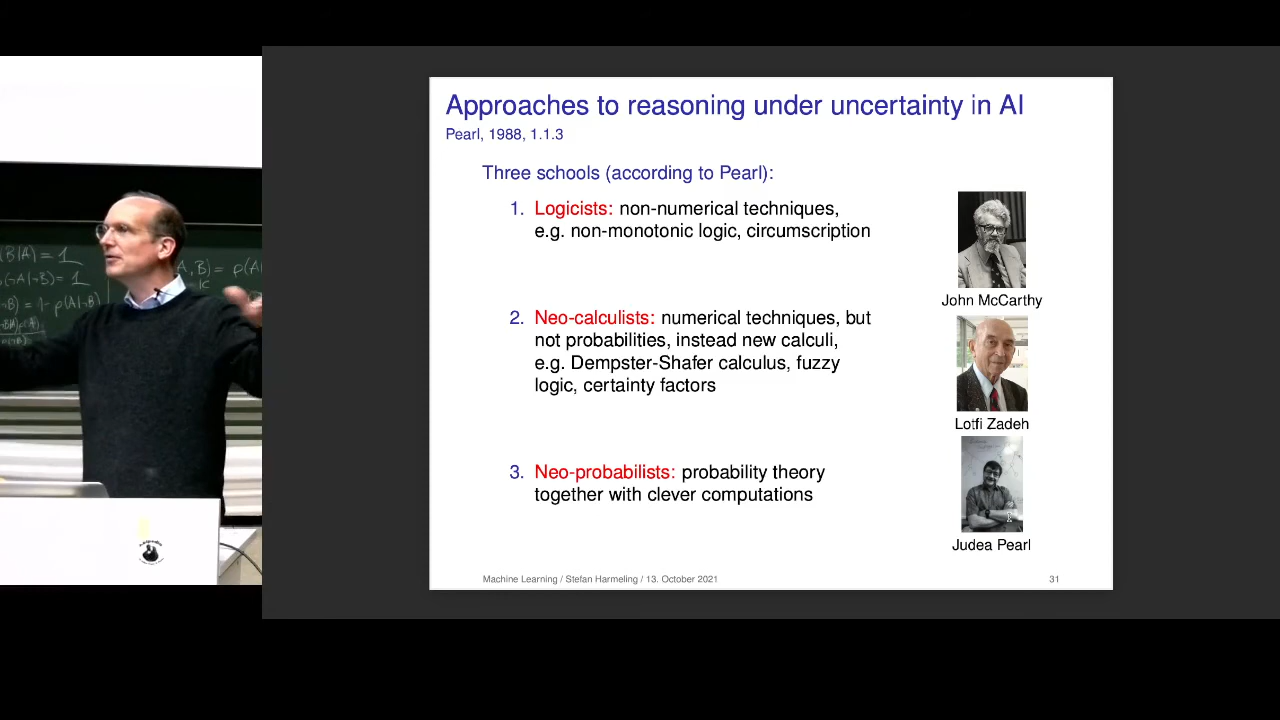 Approaches to reasoning under uncertainty in AI
Pearl, 1988, 1.1.3
Three schools (according to Pearl):
1. Logicists: non-numerical techniques,
e.g. non-monotonic logic, circumscription
John McCarthy
2. Neo-calculists: numerical techniques, but
not probabilities, instead new calculi,
e.g. Dempster-Shafer calculus, fuzzy
logic, certainty factors
Lotfi Zadeh
3. Neo-probabilists: probability theory
together with clever computations
Judea Pearl
Machine Learning / Stefan Harmeling / 13. October 2021
31
B|A) = 1
A, B) = p(A
(¬A|¬B) = 1
B) = 1 - p(A|¬B)